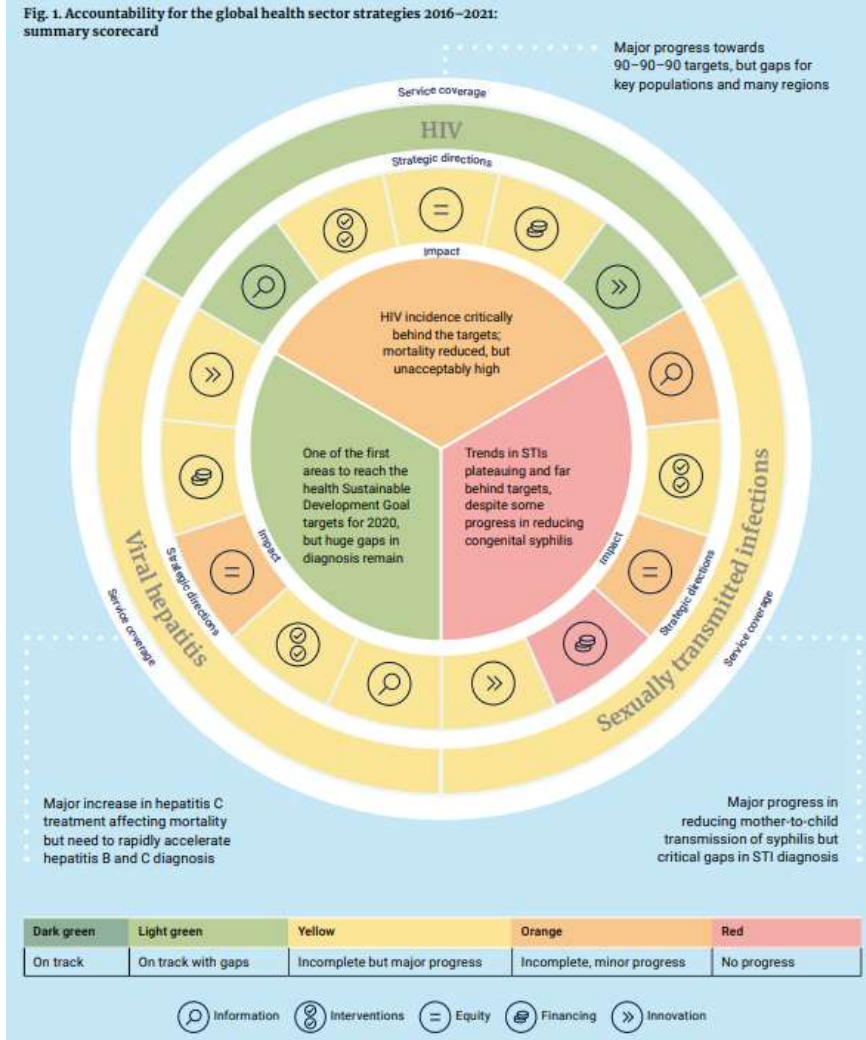 Fig. 1. Accountability for the global health sector strategies 2016–2021:
summary scorecard
Major progress towards
90–90–90 targets, but gaps for
key populations and many regions
Service coverage
HIV
Strategic directions
Impact
HIV incidence critically
behind the targets;
mortality reduced, but
unacceptably high
One of the first
areas to reach the
health Sustainable
Development Goal
targets for 2020,
but huge gaps in
diagnosis remain
Trends in STIs
plateauing and far
behind targets,
despite some
progress in reducing
congenital syphilis
Impact
Strategic directions
Viral hepatitis
Service coverage
Impact
Strategic directions
Sexually transmitted infections
Service coverage
Major increase in hepatitis C
treatment affecting mortality
but need to rapidly accelerate
hepatitis B and C diagnosis
Major progress in
reducing mother-to-child
transmission of syphilis but
critical gaps in STI diagnosis
Dark green Light green Yellow Orange Red
On track On track with gaps Incomplete but major progress Incomplete, minor progress No progress
Information Interventions Equity Financing Innovation